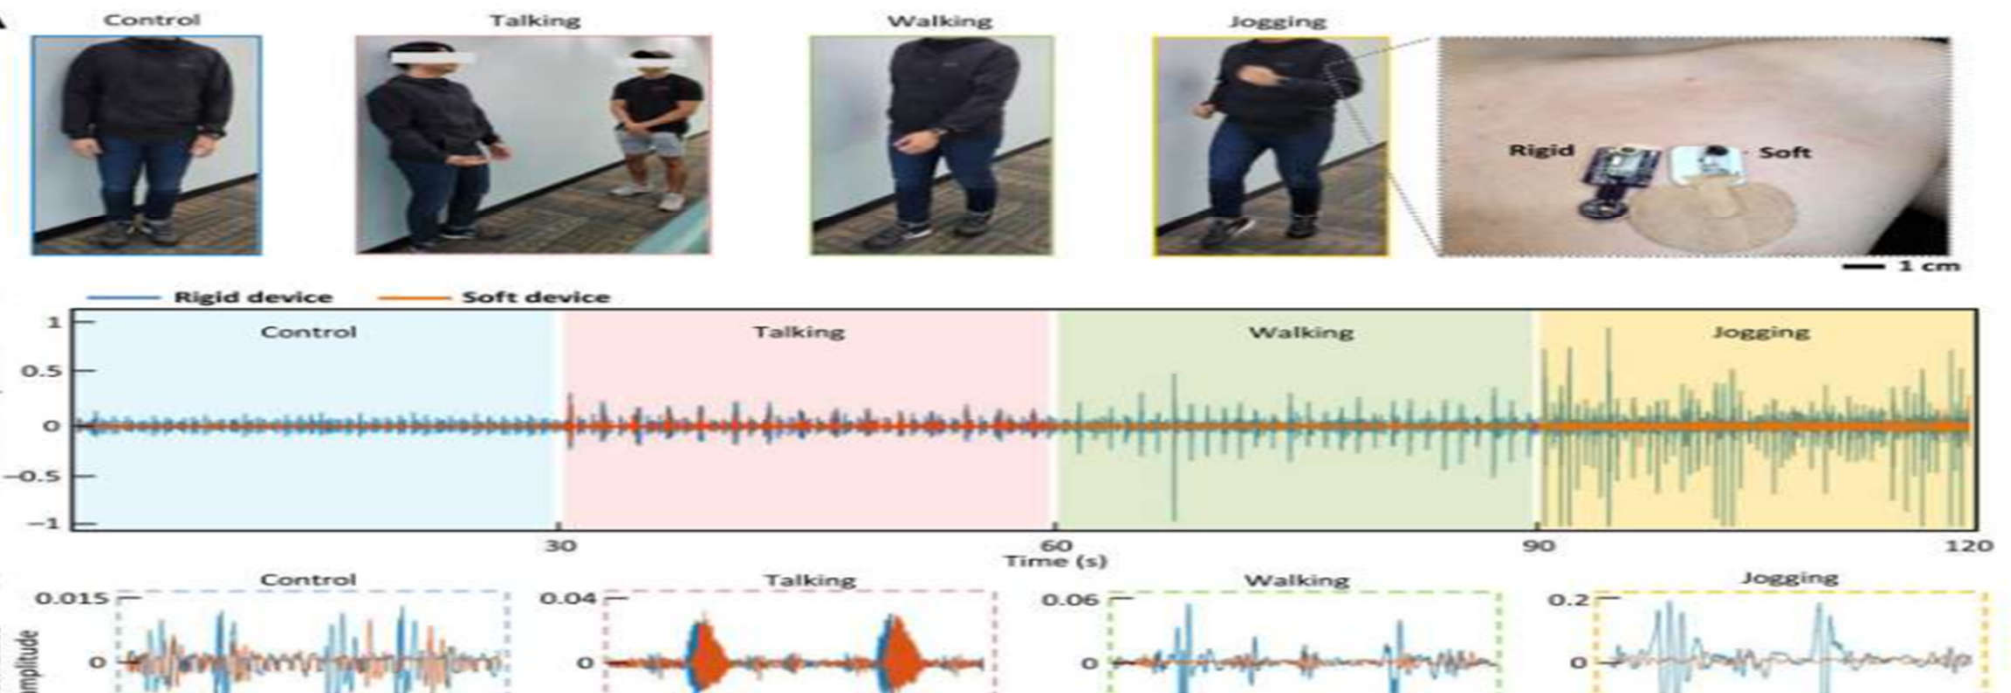 Control Talking Walking Jogging
Rigid Soft
1 cm
Rigid device Soft device
Control Talking Walking Jogging
1
0.5
0
−0.5
−1
30 60 90 120
Time (s)
Control Talking Walking Jogging
0.015 0.04 0.06 0.2
0 0 0 0